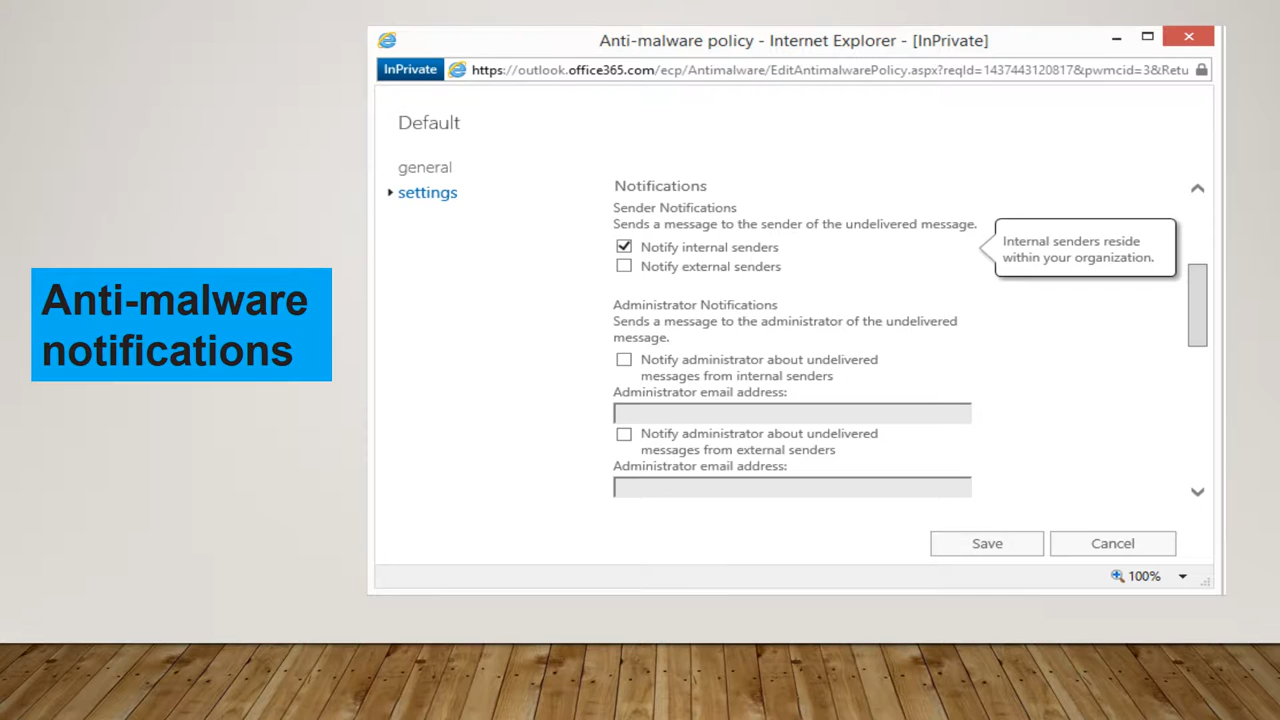 Anti-malware policy - Internet Explorer - [InPrivate]
InPrivate https://outlook.office365.com/ecp/Antimalware/EditAntimalwarePolicy.aspx?reqId=1437443120817&pwmcid=3&Retu
Default
general
settings
Notifications
Sender Notifications
Sends a message to the sender of the undelivered message.
Notify internal senders
Notify external senders
Internal senders reside
within your organization.
Administrator Notifications
Sends a message to the administrator of the undelivered
message.
Notify administrator about undelivered
messages from internal senders
Administrator email address:
Notify administrator about undelivered
messages from external senders
Administrator email address:
Save
Cancel
100%
Anti-malware
notifications